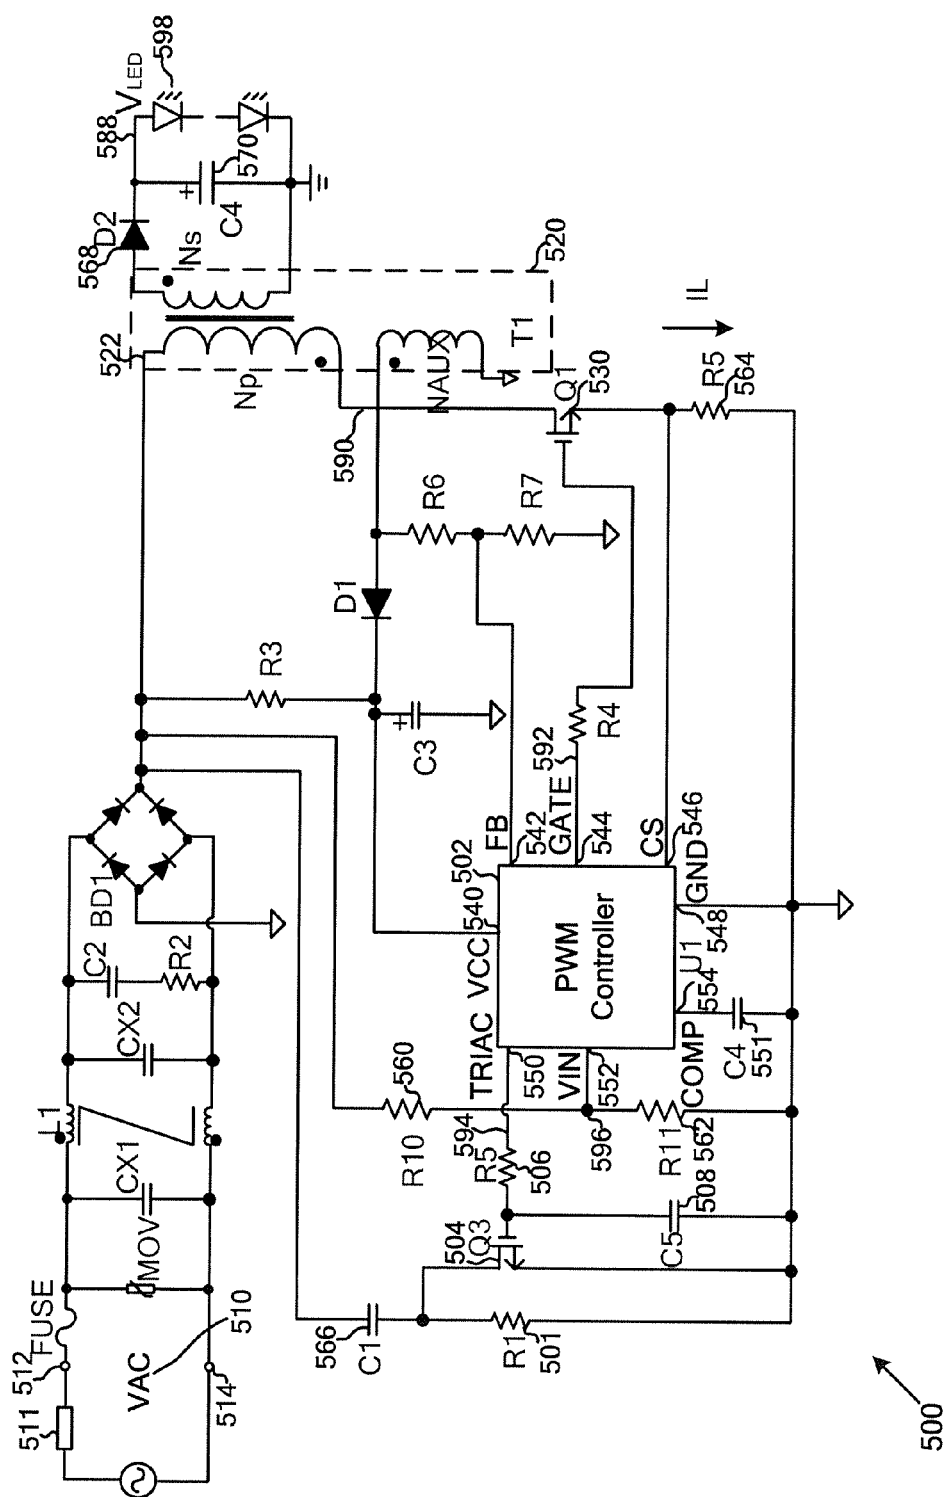 511
512
FUSE
VAC
510
514
MOV
CX1
L1
CX2
C2
R2
BD1
522
520
Np
Ns
NAUX
T1
568
D2
588
VLED
598
+
C4
570
590
Q1
530
IL
R5
564
R3
D1
R6
R7
+
C3
R4
592
FB
542
GATE
544
CS
546
GND
548
502
540
VCC
TRIAC
550
VIN
552
COMP
554
U1
PWM
Controller
C4
551
560
R10
594
R5
506
596
R11
562
504
Q3
C5
508
566
C1
R1
501
500